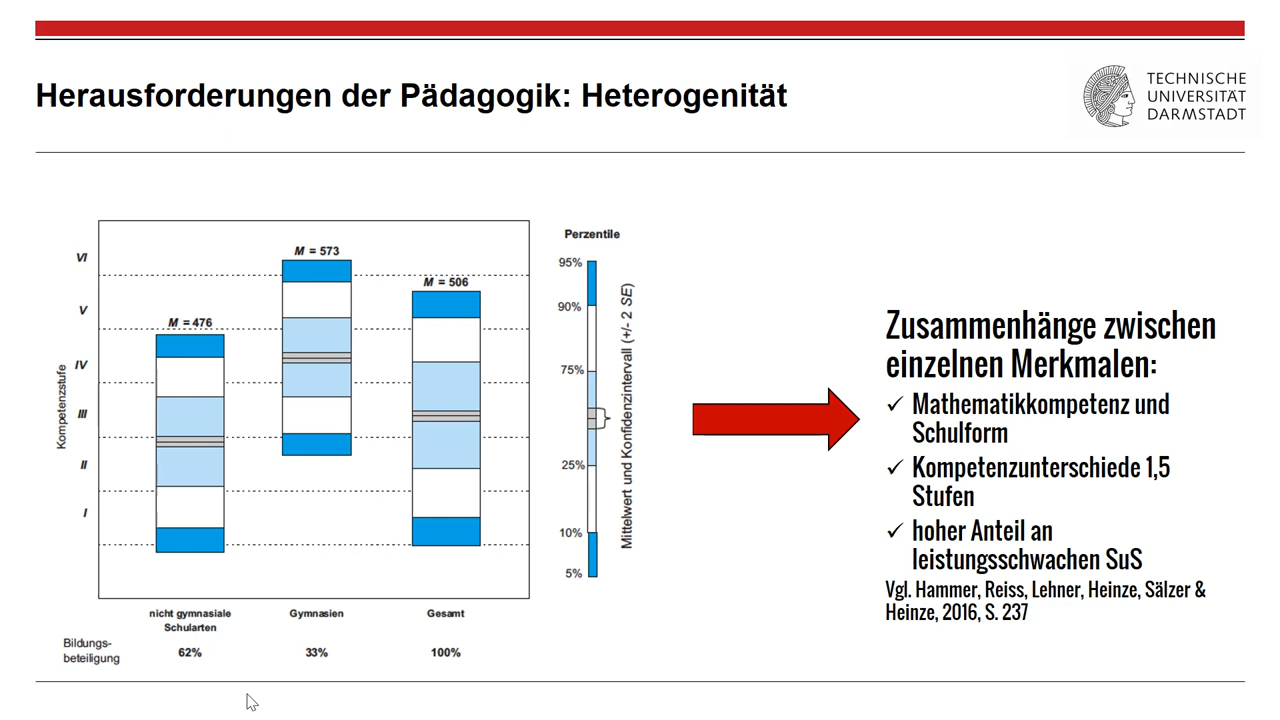 Herausforderungen der Pädagogik: Heterogenität
TECHNISCHE
UNIVERSITÄT
DARMSTADT
Kompetenzstufe
VI
V
IV
III
II
I
M = 476
M = 573
M = 506
nicht gymnasiale
Schularten
Gymnasien
Gesamt
Bildungs-
beteiligung
62%
33%
100%
Perzentile
95%
90%
75%
25%
10%
5%
Mittelwert und Konfidenzintervall (+/- 2 SE)
Zusammenhänge zwischen
einzelnen Merkmalen:
✓ Mathematikkompetenz und
Schulform
✓ Kompetenzunterschiede 1,5
Stufen
✓ hoher Anteil an
leistungsschwachen SuS
Vgl. Hammer, Reiss, Lehner, Heinze, Sälzer &
Heinze, 2016, S. 237